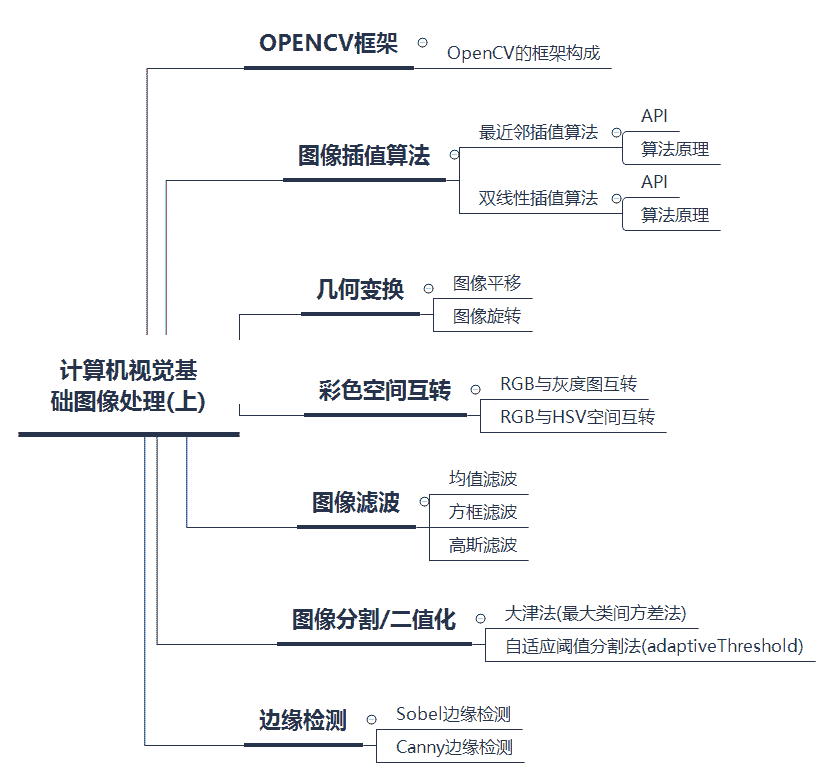 OPENCV框架
OpenCV的框架构成
图像插值算法
最近邻插值算法
API
算法原理
双线性插值算法
API
算法原理
几何变换
图像平移
图像旋转
计算机视觉基
础图像处理(上)
彩色空间互转
RGB与灰度图互转
RGB与HSV空间互转
图像滤波
均值滤波
方框滤波
高斯滤波
图像分割/二值化
大津法(最大类间方差法)
自适应阈值分割法(adaptiveThreshold)
边缘检测
Sobel边缘检测
Canny边缘检测